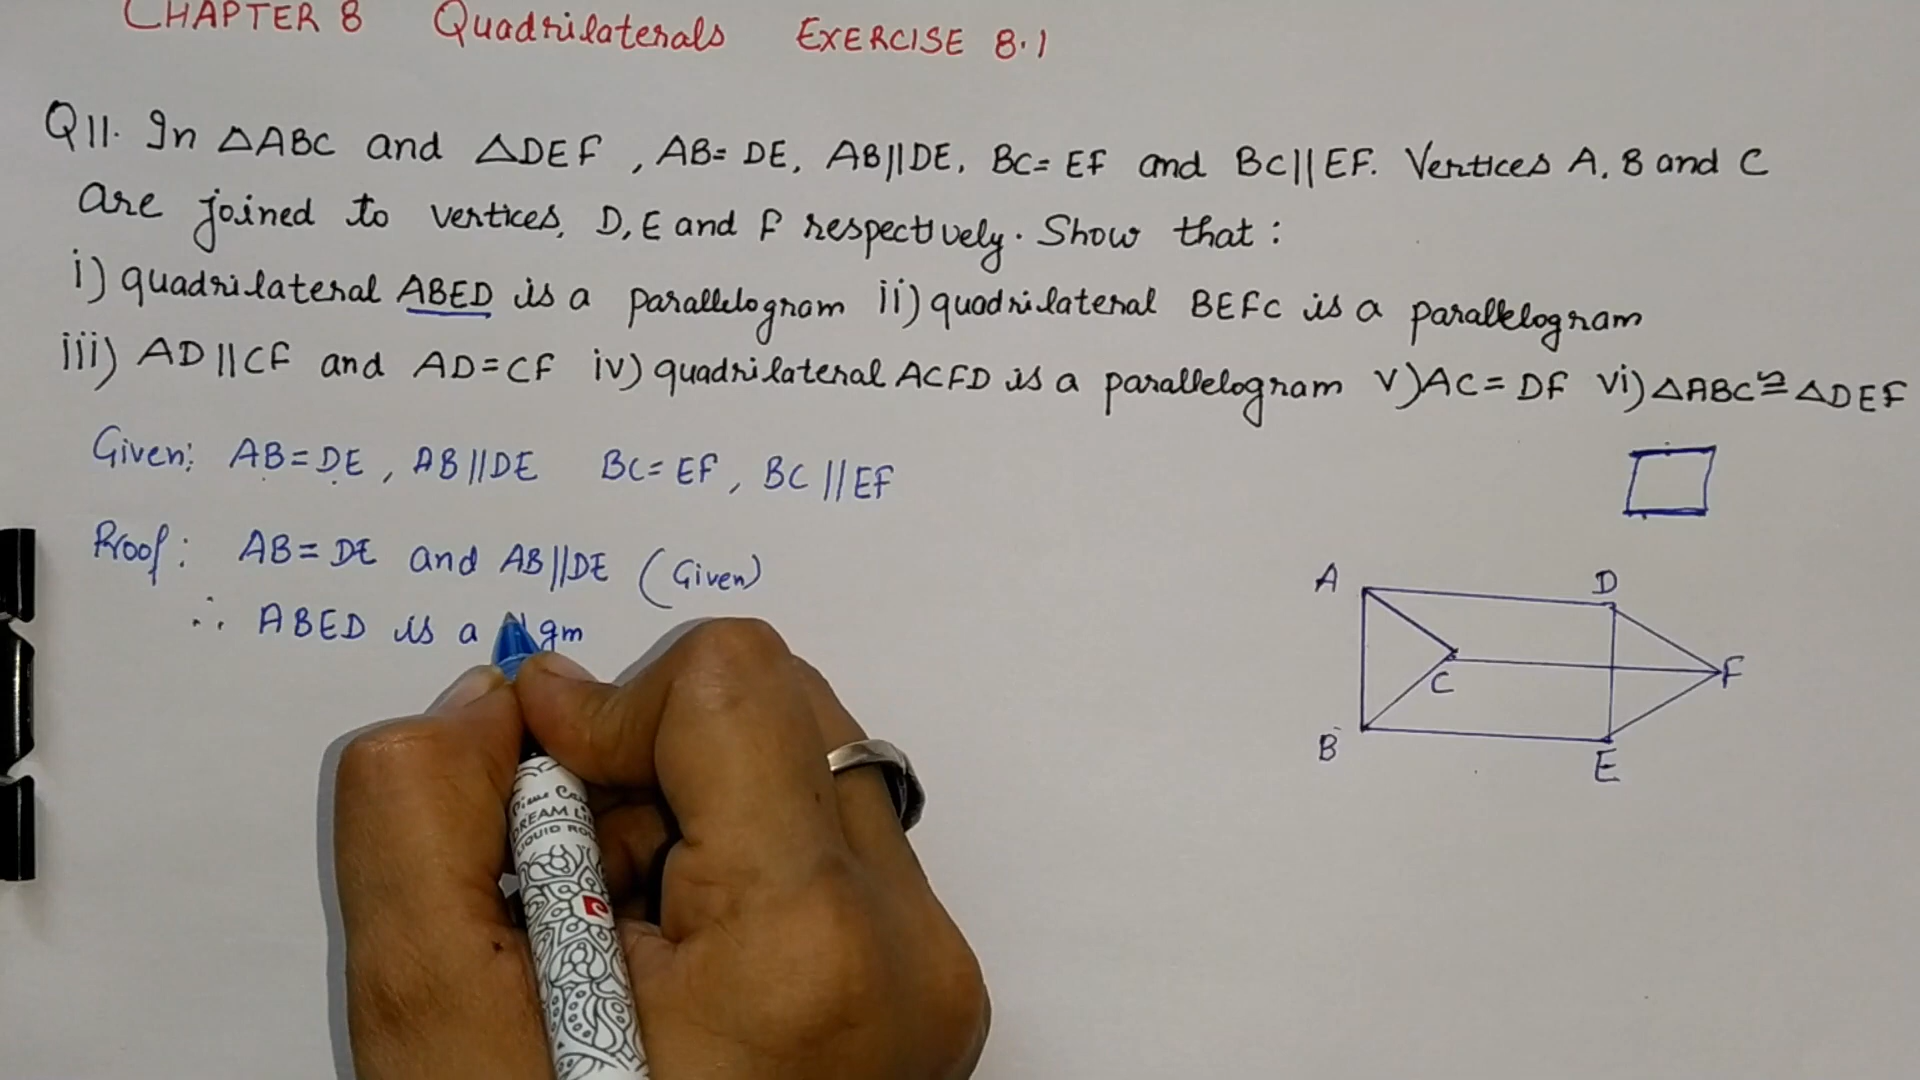 CHAPTER 8 Quadrilaterals EXERCISE 8.1
Q11. In △ABC and △DEF, AB= DE, AB||DE, BC= EF and BC||EF. Vertices A, B and C
are joined to vertices, D, E and F respectively. Show that:
i) quadrilateral ABED is a parallelogram ii) quadrilateral BEFC is a parallelogram
iii) AD||CF and AD=CF iv) quadrilateral ACFD is a parallelogram v) AC= DF vi) △ABC≅△DEF
Given: AB=DE, AB||DE BC= EF, BC||EF
Proof: AB= DE and AB||DE (Given)
∴ ABED is a gm
A D
C F
B E
DREAM
LIQUID